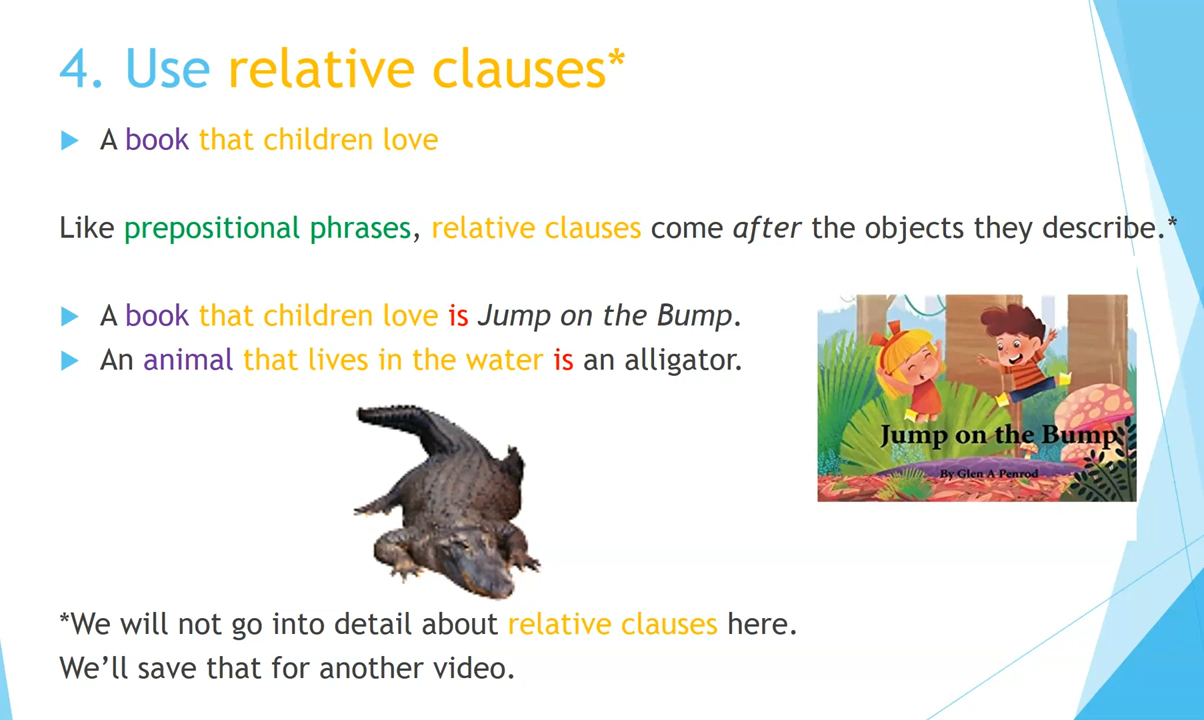 4. Use relative clauses*
A book that children love
Like prepositional phrases, relative clauses come after the objects they describe.*
A book that children love is Jump on the Bump.
An animal that lives in the water is an alligator.
Jump on the Bump
By Glen A Penrod
*We will not go into detail about relative clauses here.
We’ll save that for another video.